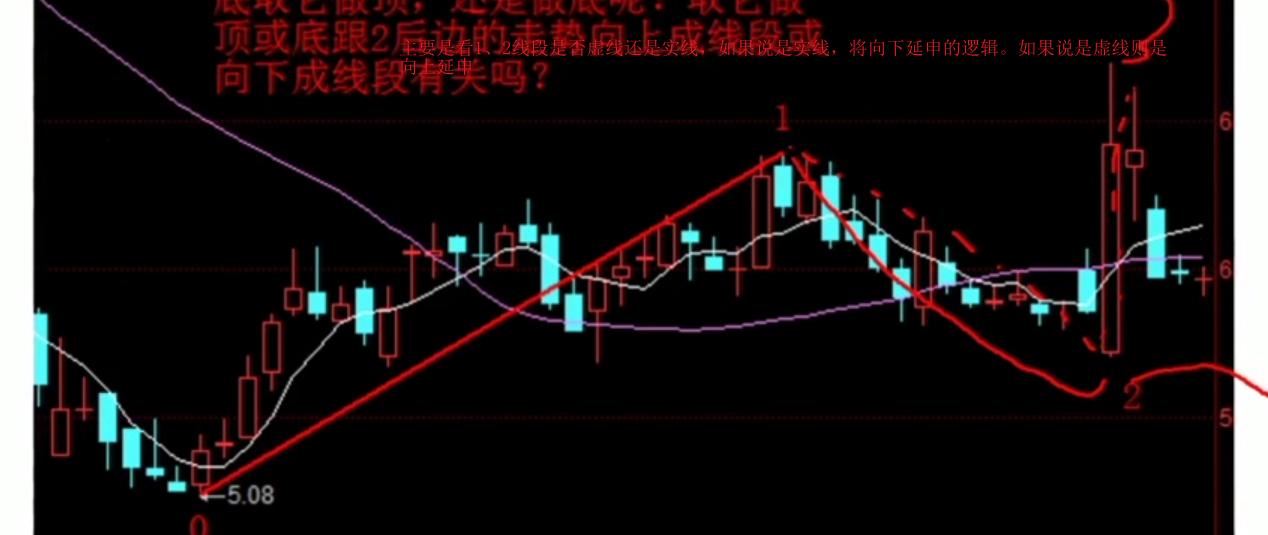 底取它做顶，还是做底呢？取它做
顶或底跟2后边的走势向上成线段或
主要是看1、2线段是否虚线还是实线，如果说是实线，将向下延申的逻辑。如果说是虚线则是
向上延申
向下成线段有关吗？
1
6
6
2
5
←5.08
0